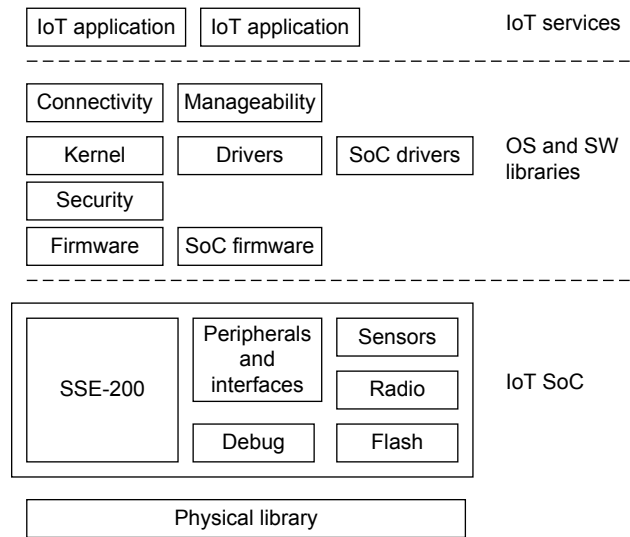 IoT application
IoT application
IoT services
Connectivity
Manageability
Kernel
Drivers
SoC drivers
OS and SW
libraries
Security
Firmware
SoC firmware
SSE-200
Peripherals
and
interfaces
Sensors
Radio
IoT SoC
Debug
Flash
Physical library